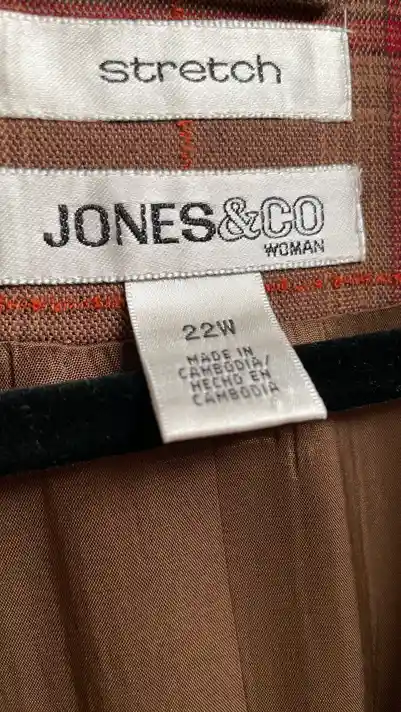 stretch
JONES&CO
WOMAN
22W
MADE IN
CAMBODIA/
HECHO EN
CAMBODIA